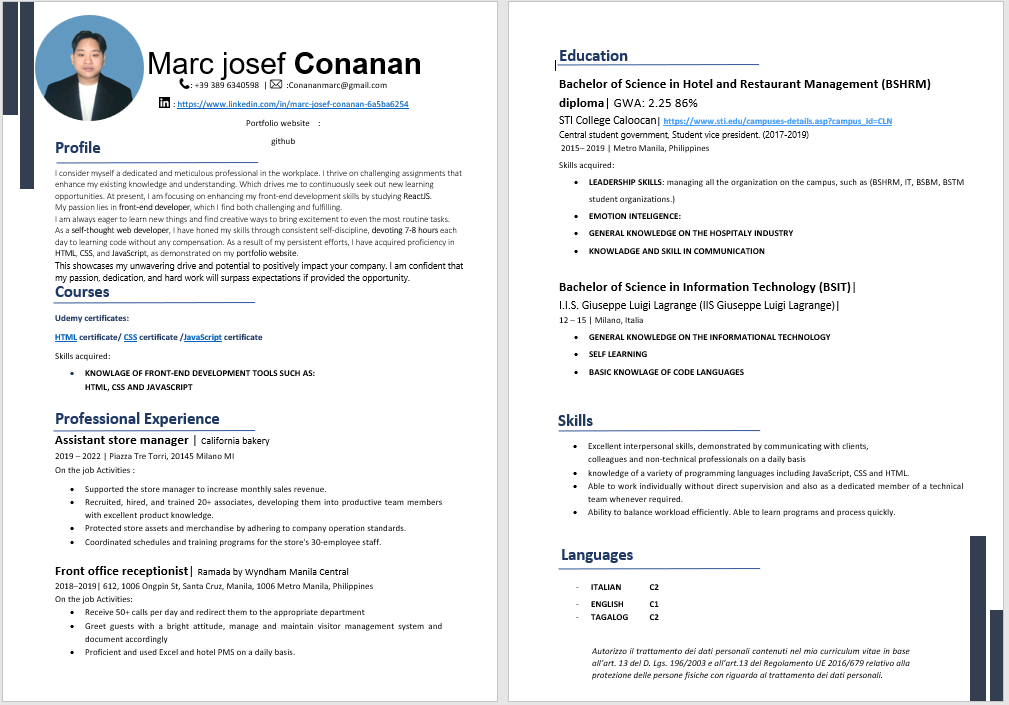 Marc josef Conanan
: +39 389 6340598 | :Conananmarc@gmail.com
: https://www.linkedin.com/in/marc-josef-conanan-6a5ba6254
Portfolio website :
github
Profile
I consider myself a dedicated and meticulous professional in the workplace. I thrive on challenging assignments that
enhance my existing knowledge and understanding. Which drives me to continuously seek out new learning
opportunities. At present, I am focusing on enhancing my front-end development skills by studying ReactJS.
My passion lies in front-end developer, which I find both challenging and fulfilling.
I am always eager to learn new things and find creative ways to bring excitement to even the most routine tasks.
As a self-thought web developer, I have honed my skills through consistent self-discipline, devoting 7-8 hours each
day to learning code without any compensation. As a result of my persistent efforts, I have acquired proficiency in
HTML, CSS, and JavaScript, as demonstrated on my portfolio website.
This showcases my unwavering drive and potential to positively impact your company. I am confident that
my passion, dedication, and hard work will surpass expectations if provided the opportunity.
Courses
Udemy certificates:
HTML certificate/ CSS certificate /JavaScript certificate
Skills acquired:
• KNOWLAGE OF FRONT-END DEVELOPMENT TOOLS SUCH AS:
HTML, CSS AND JAVASCRIPT
Professional Experience
Assistant store manager | California bakery
2019 – 2022 | Piazza Tre Torri, 20145 Milano MI
On the job Activities :
• Supported the store manager to increase monthly sales revenue.
• Recruited, hired, and trained 20+ associates, developing them into productive team members
with excellent product knowledge.
• Protected store assets and merchandise by adhering to company operation standards.
• Coordinated schedules and training programs for the store's 30-employee staff.
Front office receptionist| Ramada by Wyndham Manila Central
2018–2019| 612, 1006 Ongpin St, Santa Cruz, Manila, 1006 Metro Manila, Philippines
On the job Activities:
• Receive 50+ calls per day and redirect them to the appropriate department
• Greet guests with a bright attitude, manage and maintain visitor management system and
document accordingly
• Proficient and used Excel and hotel PMS on a daily basis.
Education
Bachelor of Science in Hotel and Restaurant Management (BSHRM)
diploma| GWA: 2.25 86%
STI College Caloocan| https://www.sti.edu/campuses-details.asp?campus_id=CLN
Central student government, Student vice president. (2017-2019)
2015– 2019 | Metro Manila, Philippines
Skills acquired:
• LEADERSHIP SKILLS: managing all the organization on the campus, such as (BSHRM, IT, BSBM, BSTM
student organizations.)
• EMOTION INTELIGENCE:
• GENERAL KNOWLEDGE ON THE HOSPITALY INDUSTRY
• KNOWLADGE AND SKILL IN COMMUNICATION
Bachelor of Science in Information Technology (BSIT)|
I.I.S. Giuseppe Luigi Lagrange (IIS Giuseppe Luigi Lagrange)|
12 – 15 | Milano, Italia
• GENERAL KNOWLEDGE ON THE INFORMATIONAL TECHNOLOGY
• SELF LEARNING
• BASIC KNOWLAGE OF CODE LANGUAGES
Skills
• Excellent interpersonal skills, demonstrated by communicating with clients,
colleagues and non-technical professionals on a daily basis
• knowledge of a variety of programming languages including JavaScript, CSS and HTML.
• Able to work individually without direct supervision and also as a dedicated member of a technical
team whenever required.
• Ability to balance workload efficiently. Able to learn programs and process quickly.
Languages
- ITALIAN C2
- ENGLISH C1
- TAGALOG C2
Autorizzo il trattamento dei dati personali contenuti nel mio curriculum vitae in base
all’art. 13 del D. Lgs. 196/2003 e all’art.13 del Regolamento UE 2016/679 relativo alla
protezione delle persone fisiche con riguardo al trattamento dei dati personali.